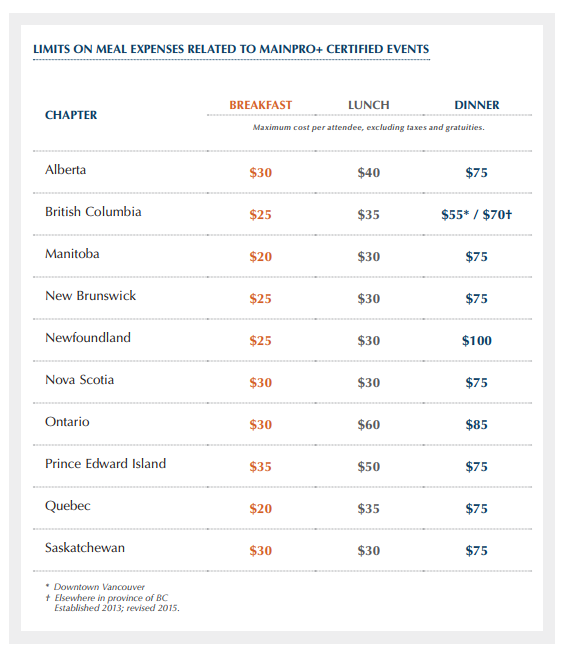 LIMITS ON MEAL EXPENSES RELATED TO MAINPRO+ CERTIFIED EVENTS
CHAPTER BREAKFAST LUNCH DINNER
Maximum cost per attendee, excluding taxes and gratuities.
Alberta $30 $40 $75
British Columbia $25 $35 $55* / $70†
Manitoba $20 $30 $75
New Brunswick $25 $30 $75
Newfoundland $25 $30 $100
Nova Scotia $30 $30 $75
Ontario $30 $60 $85
Prince Edward Island $35 $50 $75
Quebec $20 $35 $75
Saskatchewan $30 $30 $75
* Downtown Vancouver
† Elsewhere in province of BC
Established 2013; revised 2015.